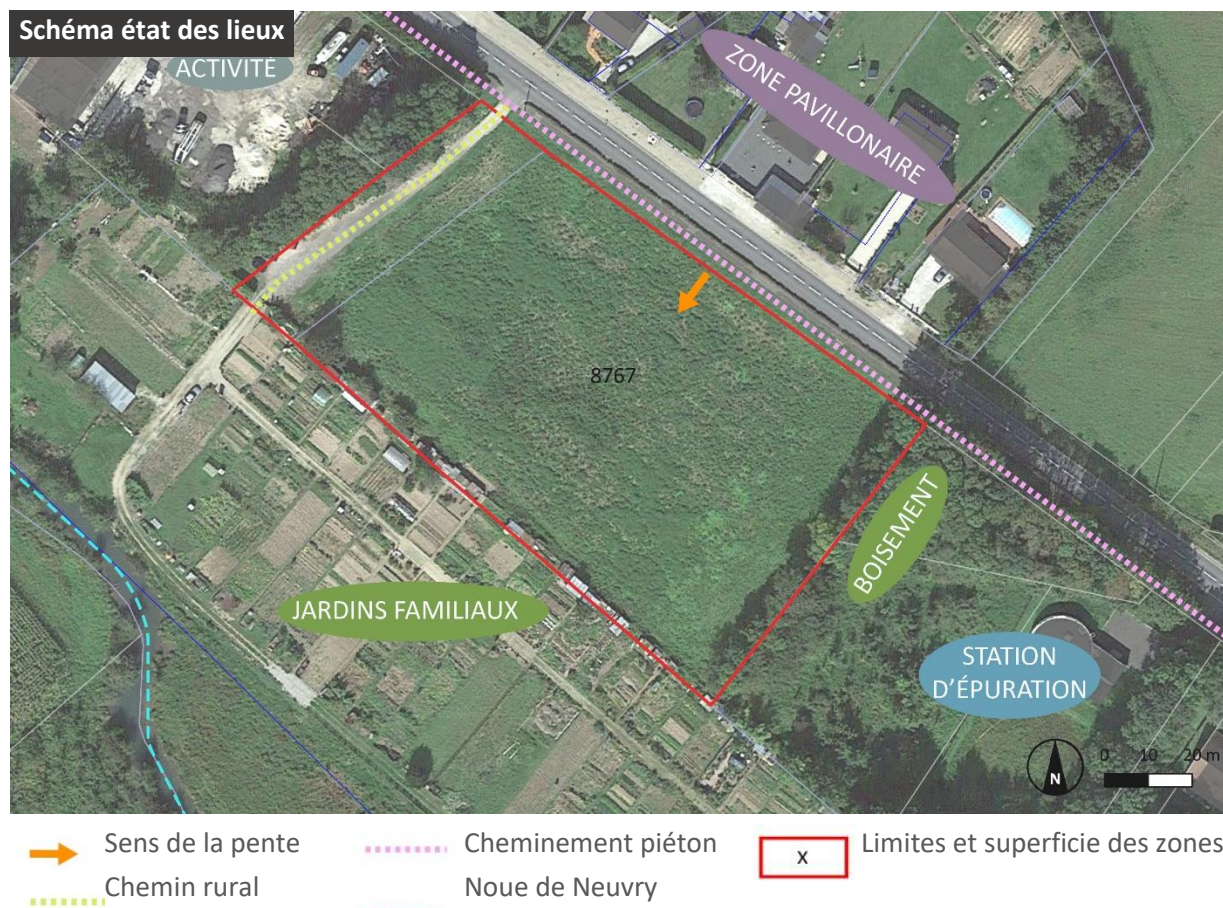 Schéma état des lieux
ACTIVITÉ
ZONE PAVILLONAIRE
8767
BOISEMENT
JARDINS FAMILIAUX
STATION
D'ÉPURATION
N
0 10 20 m
Sens de la pente
Cheminement piéton
X
Limites et superficie des zones
Chemin rural
Noue de Neuvry